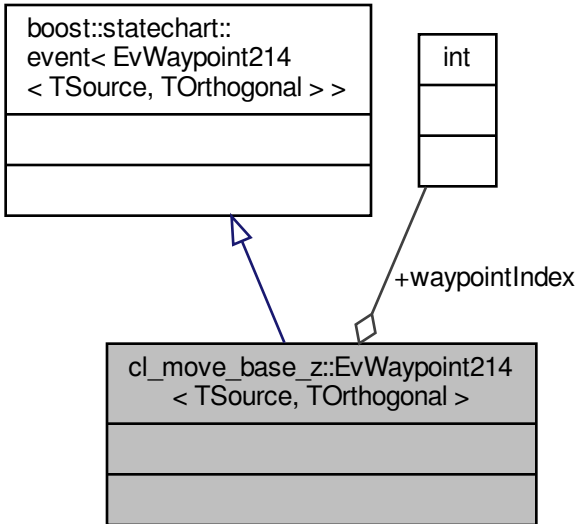 boost::statechart::
event< EvWaypoint214
< TSource, TOrthogonal > >
int
+waypointIndex
cl_move_base_z::EvWaypoint214
< TSource, TOrthogonal >